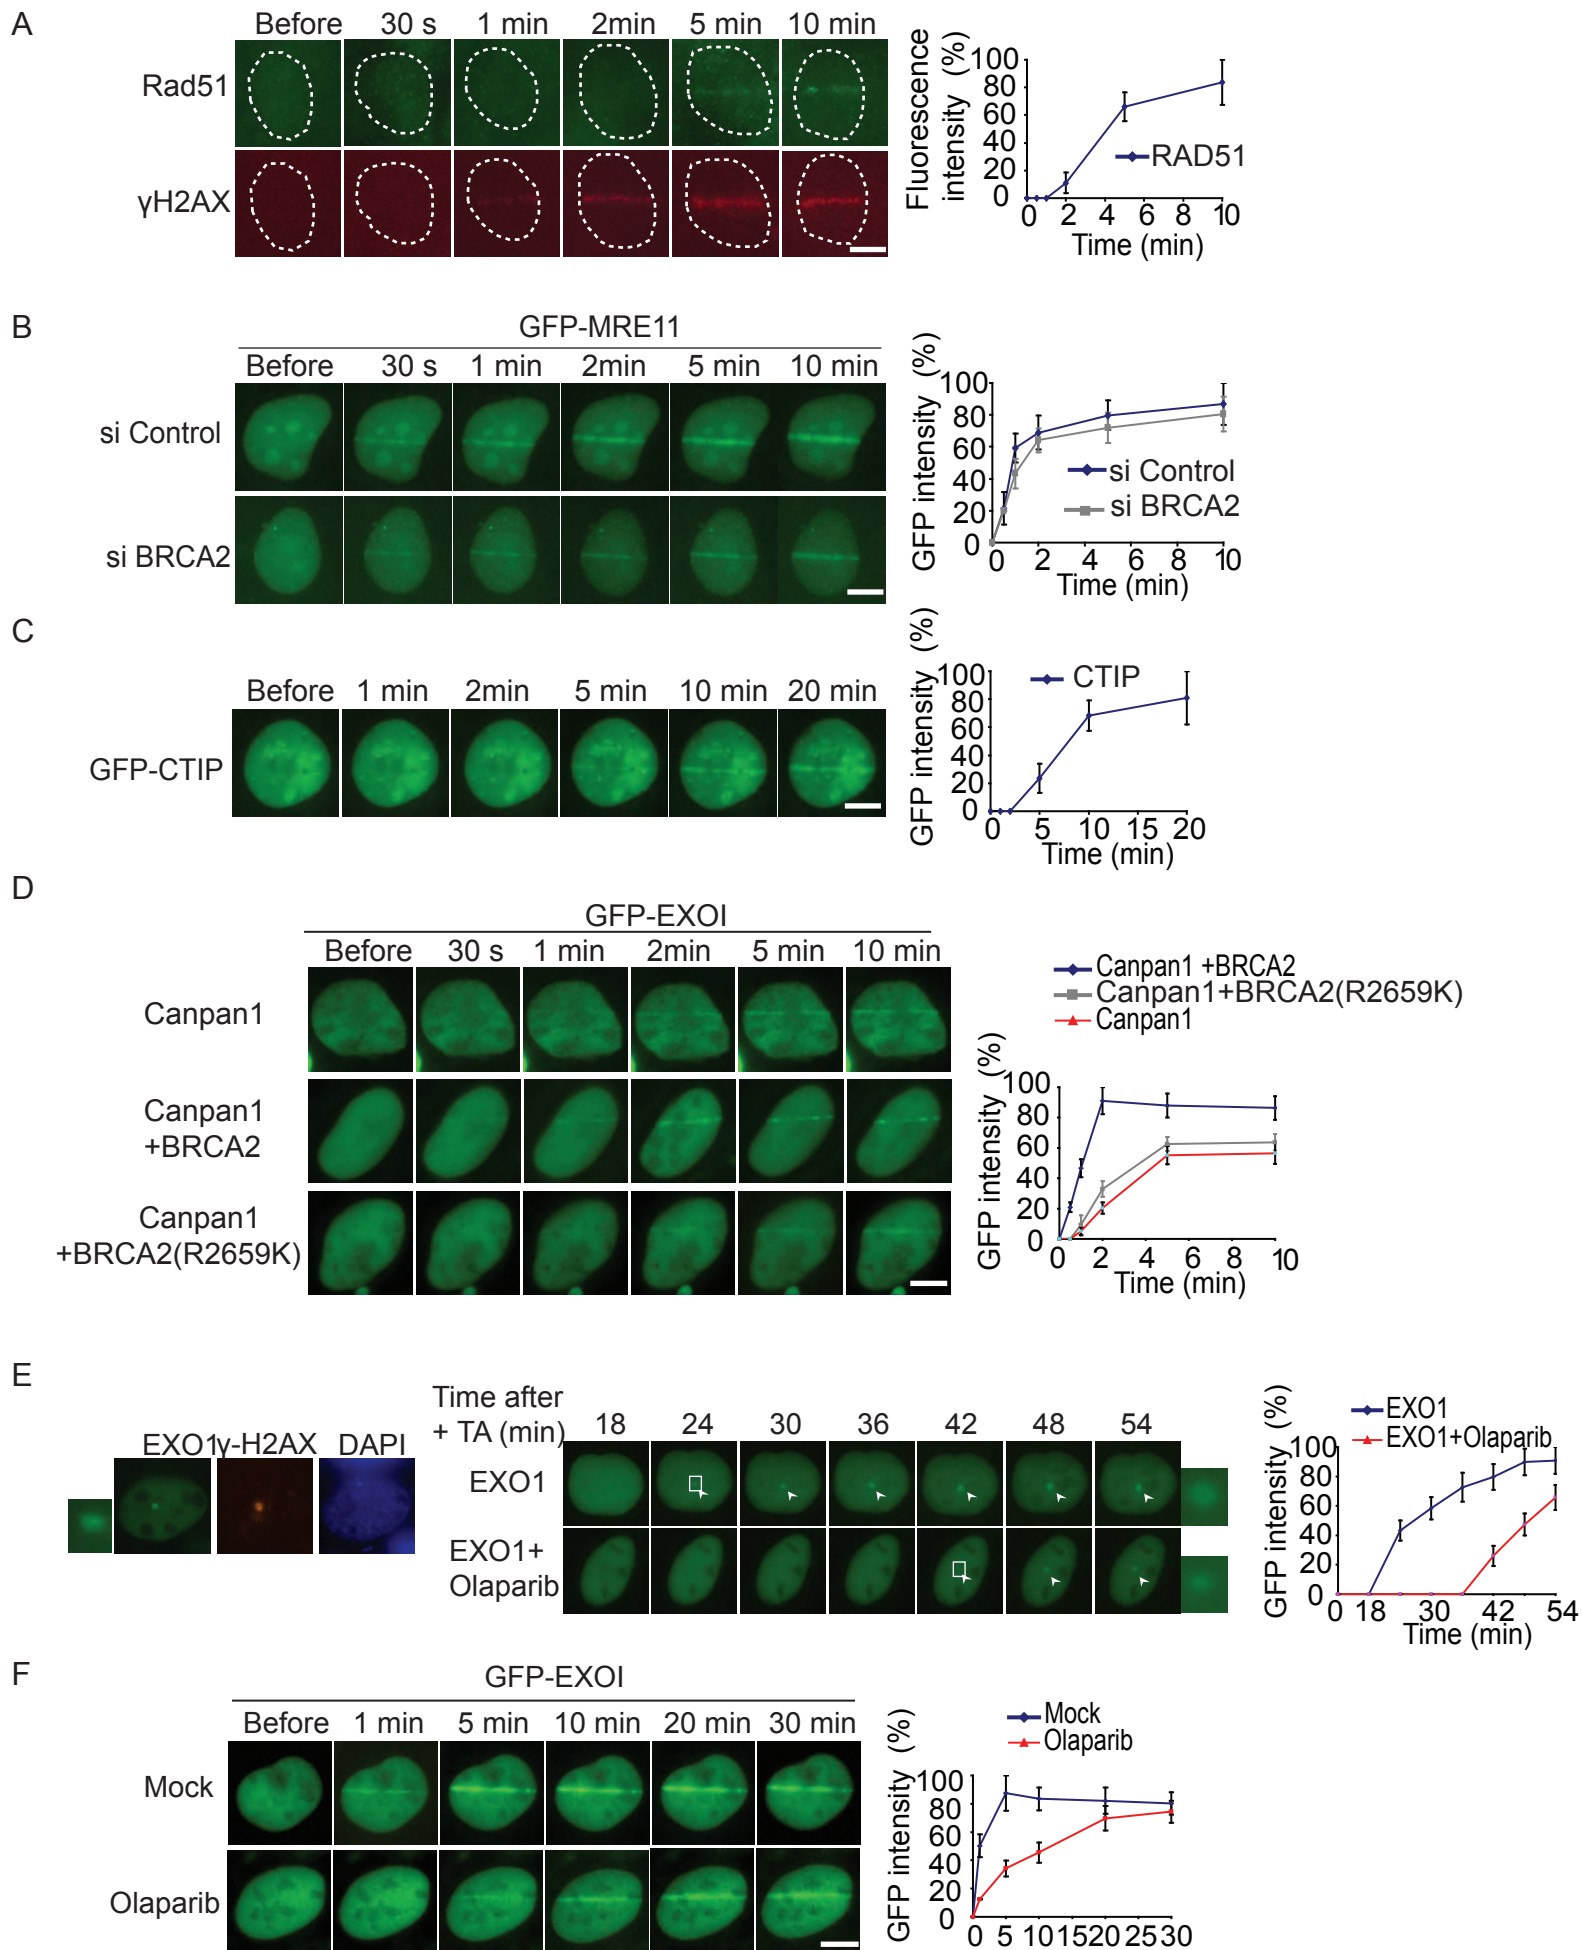 A
Before 30 s 1 min 2min 5 min 10 min
Rad51
γH2AX
Fluorescence
intensity (%)
100
80
60
40
20
0
RAD51
0 2 4 6 8 10
Time (min)
B
GFP-MRE11
Before 30 s 1 min 2min 5 min 10 min
si Control
si BRCA2
GFP intensity (%)
100
80
60
40
20
0
si Control
si BRCA2
0 2 4 6 8 10
Time (min)
C
Before 1 min 2min 5 min 10 min 20 min
GFP-CTIP
GFP intensity (%)
100
80
60
40
20
0
CTIP
0 5 10 15 20
Time (min)
D
GFP-EXOI
Before 30 s 1 min 2min 5 min 10 min
Canpan1
Canpan1
+BRCA2
Canpan1
+BRCA2(R2659K)
Canpan1 +BRCA2
Canpan1+BRCA2(R2659K)
Canpan1
GFP intensity (%)
100
80
60
40
20
0
0 2 4 6 8 10
Time (min)
E
EXO1 γ-H2AX DAPI
Time after
+ TA (min)
18 24 30 36 42 48 54
EXO1
EXO1+
Olaparib
EXO1
EXO1+Olaparib
GFP intensity (%)
100
80
60
40
20
0
0 18 30 42 54
Time (min)
F
GFP-EXOI
Before 1 min 5 min 10 min 20 min 30 min
Mock
Olaparib
Mock
Olaparib
GFP intensity (%)
100
80
60
40
20
0
0 5 10 15 20 25 30